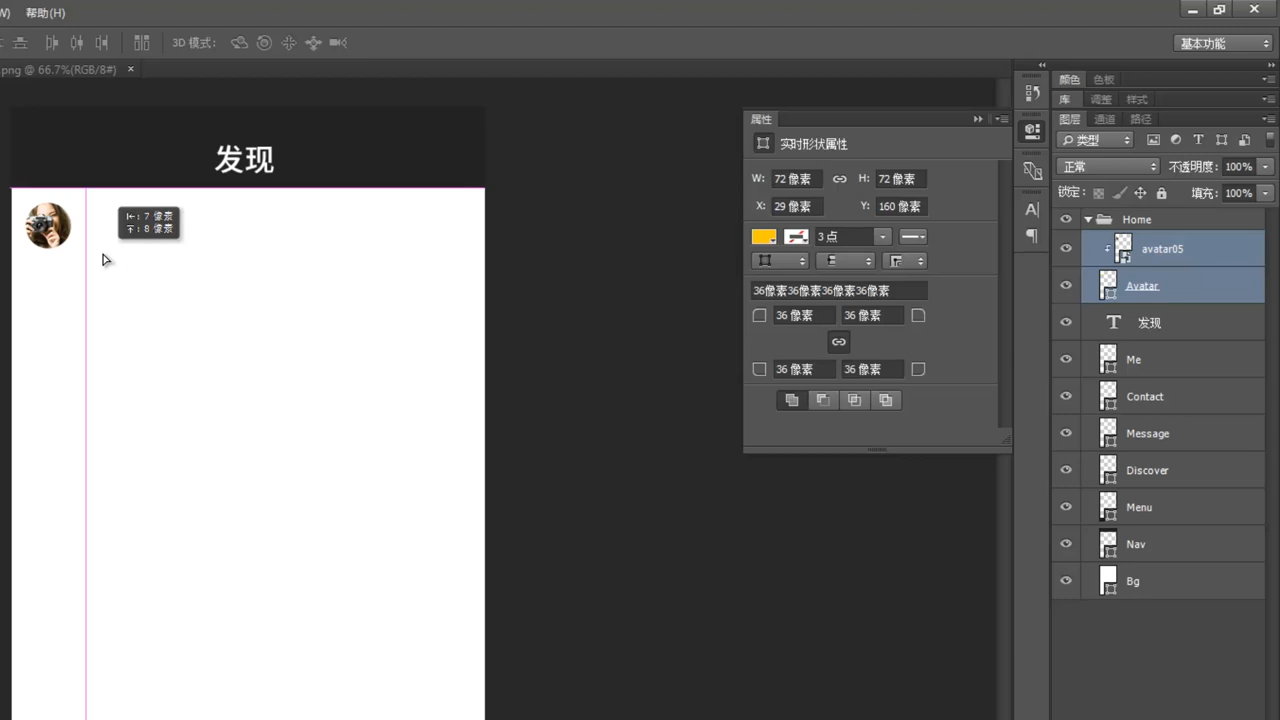 W) 帮助(H)
3D 模式:
基本功能
.png @ 66.7%(RGB/8#) ×
发现
7 像素
8 像素
属性
实时形状属性
W: 72 像素 H: 72 像素
X: 29 像素 Y: 160 像素
3 点
36像素36像素36像素36像素
36 像素 36 像素
36 像素 36 像素
A
颜色 色板
库 调整 样式
图层 通道 路径
类型
正常 不透明度: 100%
锁定: 填充: 100%
Home
avatar05
Avatar
T 发现
Me
Contact
Message
Discover
Menu
Nav
Bg